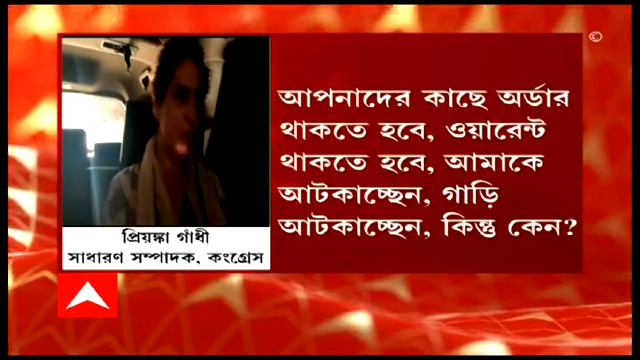 ©
আপনাদের কাছে অর্ডার
থাকতে হবে, ওয়ারেন্ট
থাকতে হবে, আমাকে
আটকাচ্ছেন, গাড়ি
আটকাচ্ছেন, কিন্তু কেন?
প্রিয়ঙ্কা গাঁধী
সাধারণ সম্পাদক, কংগ্রেস